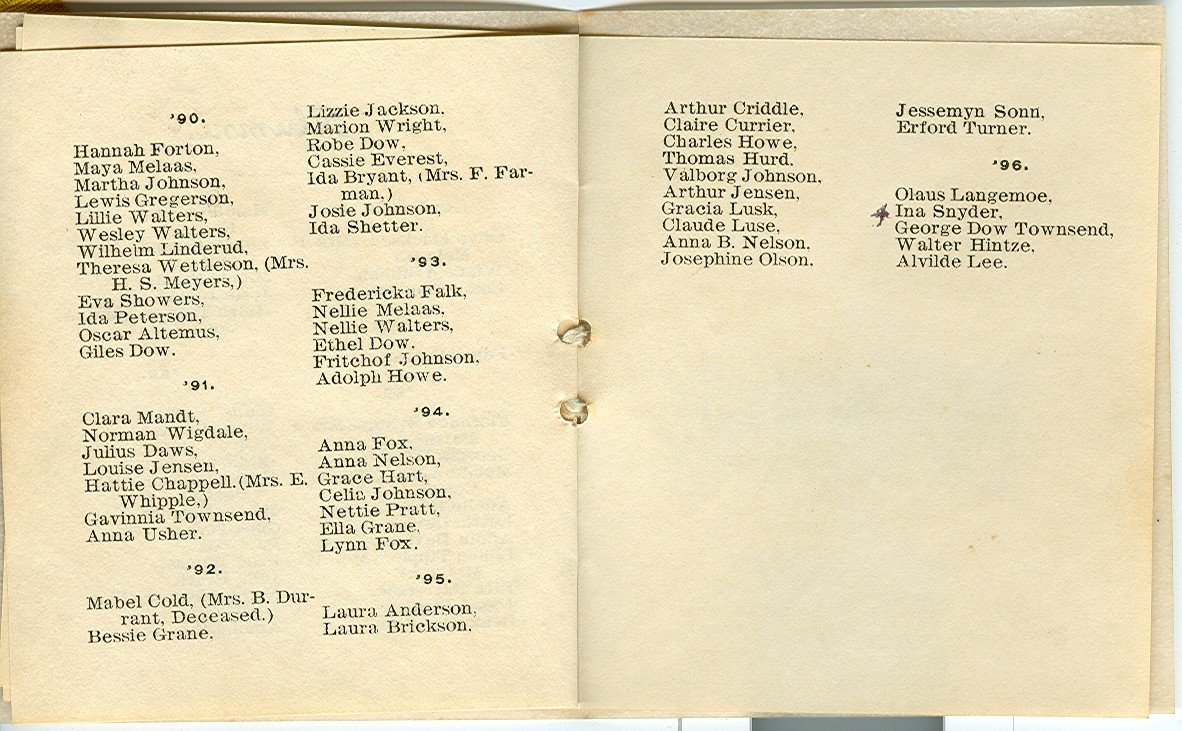 '90.
Hannah Forton,
Maya Melaas,
Martha Johnson,
Lewis Gregerson,
Lillie Walters,
Wesley Walters,
Wilhelm Linderud,
Theresa Wettleson, (Mrs.
H. S. Meyers,)
Eva Showers,
Ida Peterson,
Oscar Altemus,
Giles Dow.
'91.
Clara Mandt,
Norman Wigdale,
Julius Daws,
Louise Jensen,
Hattie Chappell. (Mrs. E.
Whipple,)
Gavinnia Townsend,
Anna Usher.
'92.
Mabel Cold, (Mrs. B. Dur-
rant, Deceased.)
Bessie Grane.
Lizzie Jackson,
Marion Wright,
Robe Dow,
Cassie Everest,
Ida Bryant, (Mrs. F. Far-
man,)
Josie Johnson,
Ida Shetter.
'93.
Fredericka Falk,
Nellie Melaas,
Nellie Walters,
Ethel Dow.
Fritchof Johnson,
Adolph Howe.
'94.
Anna Fox,
Anna Nelson,
Grace Hart,
Celia Johnson,
Nettie Pratt,
Ella Grane,
Lynn Fox.
'95.
Laura Anderson,
Laura Brickson,
Arthur Criddle,
Claire Currier,
Charles Howe,
Thomas Hurd.
Valborg Johnson,
Arthur Jensen,
Gracia Lusk,
Claude Luse,
Anna B. Nelson,
Josephine Olson,
Jessemyn Sonn,
Erford Turner.
'96.
Olaus Langemoe,
Ina Snyder,
George Dow Townsend,
Walter Hintze,
Alvilde Lee.